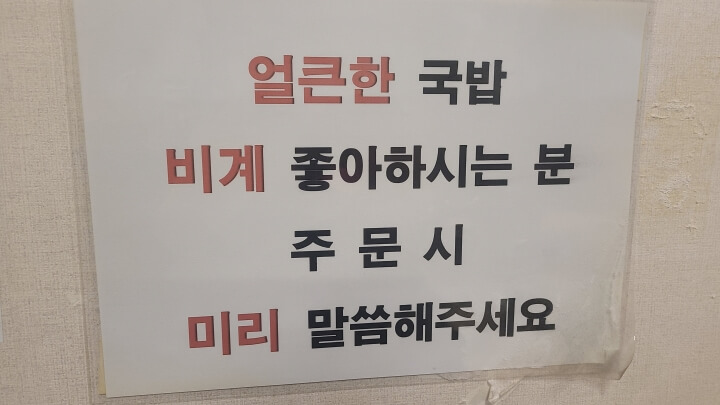 얼큰한 국밥
비계 좋아하시는 분
주 문 시
미리 말씀해주세요